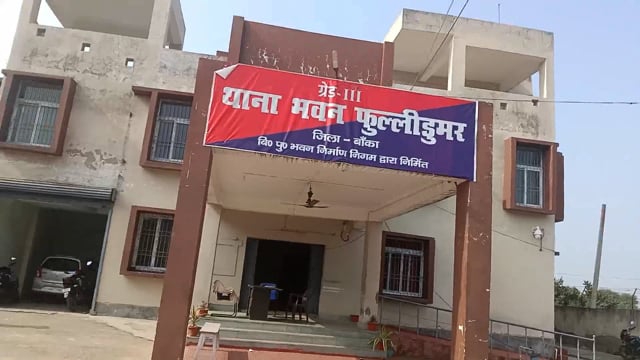 ग्रेड-III
थाना भवन फुल्लीडुमर
जिला - बाँका
बि० पु० भवन निर्माण निगम द्वारा निर्मित